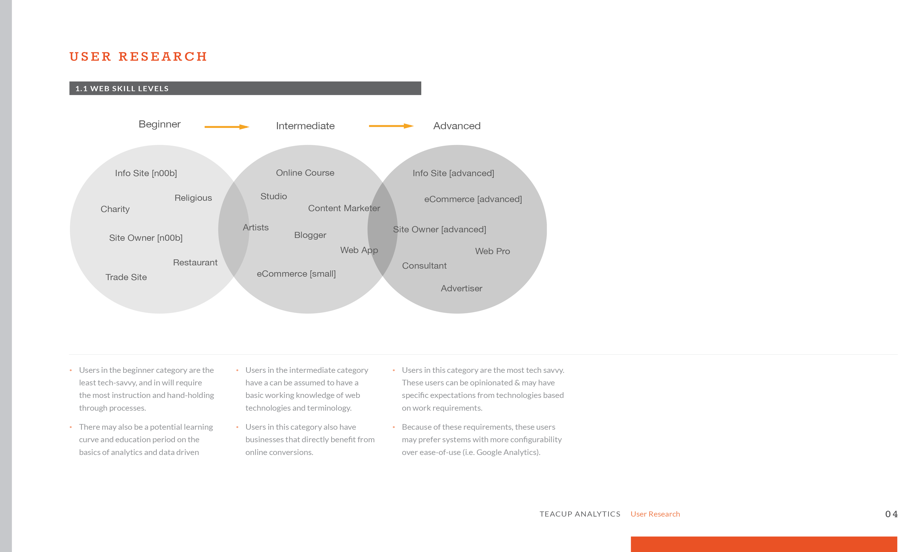 USER RESEARCH
1.1 WEB SKILL LEVELS
Beginner
Intermediate
Advanced
Info Site [n00b]
Religious
Charity
Site Owner [n00b]
Restaurant
Trade Site
Online Course
Studio
Content Marketer
Artists
Blogger
Web App
eCommerce [small]
Info Site [advanced]
eCommerce [advanced]
Site Owner [advanced]
Web Pro
Consultant
Advertiser
Users in the beginner category are the
least tech-savvy, and in will require
the most instruction and hand-holding
through processes.
There may also be a potential learning
curve and education period on the
basics of analytics and data driven
Users in the intermediate category
have a can be assumed to have a
basic working knowledge of web
technologies and terminology.
Users in this category also have
businesses that directly benefit from
online conversions.
Users in this category are the most tech savvy.
These users can be opinionated & may have
specific expectations from technologies based
on work requirements.
Because of these requirements, these users
may prefer systems with more configurability
over ease-of-use (i.e. Google Analytics).
TEACUP ANALYTICS User Research
04